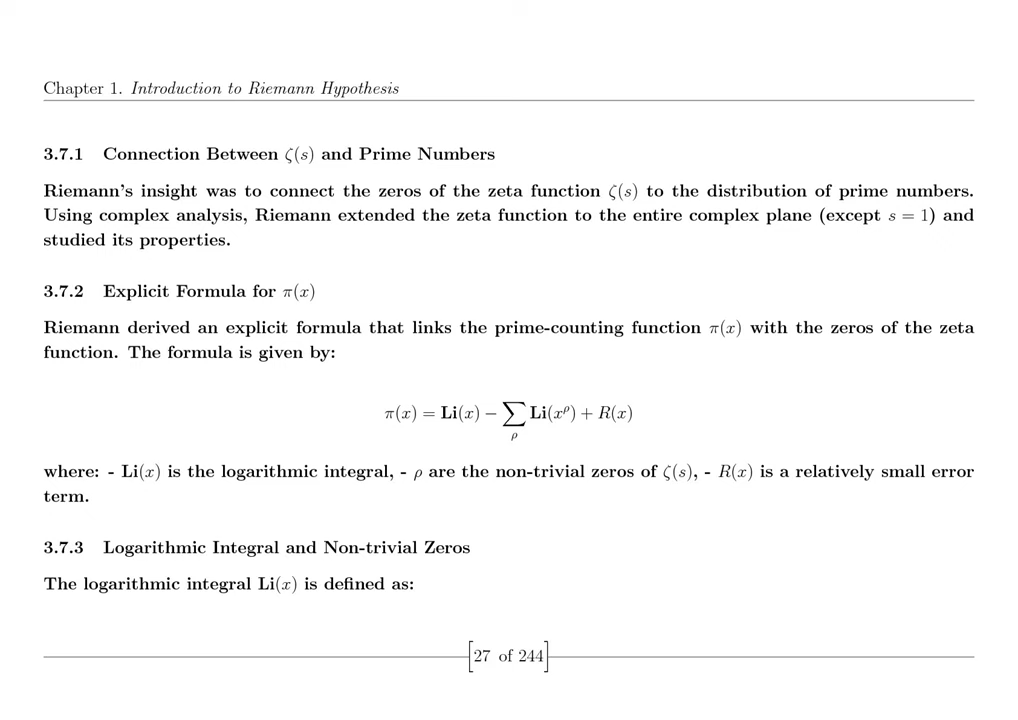 Chapter 1. Introduction to Riemann Hypothesis
3.7.1 Connection Between ζ(s) and Prime Numbers
Riemann's insight was to connect the zeros of the zeta function ζ(s) to the distribution of prime numbers.
Using complex analysis, Riemann extended the zeta function to the entire complex plane (except s = 1) and
studied its properties.
3.7.2 Explicit Formula for π(x)
Riemann derived an explicit formula that links the prime-counting function π(x) with the zeros of the zeta
function. The formula is given by:
π(x) = Li(x) − ∑ Li(x^ρ) + R(x)
ρ
where: - Li(x) is the logarithmic integral, - ρ are the non-trivial zeros of ζ(s), - R(x) is a relatively small error
term.
3.7.3 Logarithmic Integral and Non-trivial Zeros
The logarithmic integral Li(x) is defined as:
[27 of 244]